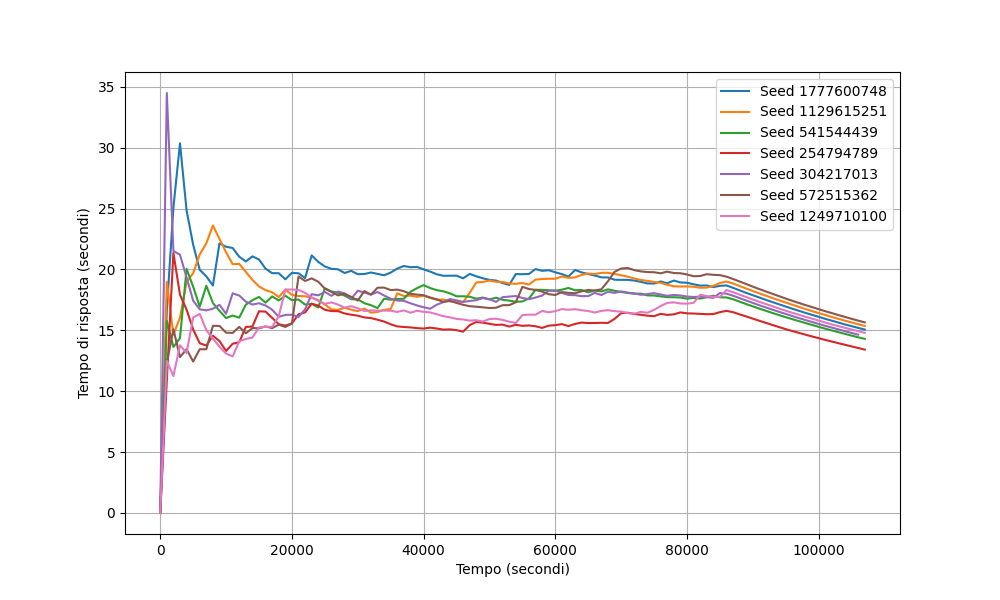 35
30
25
20
15
10
5
0
Tempo di risposta (secondi)
Seed 1777600748
Seed 1129615251
Seed 541544439
Seed 254794789
Seed 304217013
Seed 572515362
Seed 1249710100
0 20000 40000 60000 80000 100000
Tempo (secondi)